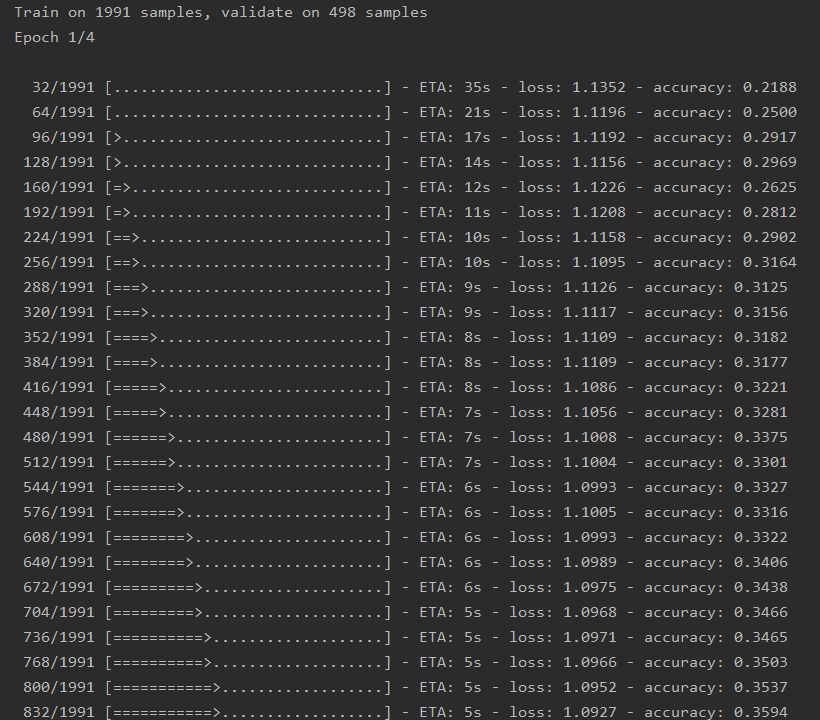 Train on 1991 samples, validate on 498 samples
Epoch 1/4
32/1991 [..............................] - ETA: 35s - loss: 1.1352 - accuracy: 0.2188
64/1991 [..............................] - ETA: 21s - loss: 1.1196 - accuracy: 0.2500
96/1991 [>.............................] - ETA: 17s - loss: 1.1192 - accuracy: 0.2917
128/1991 [>.............................] - ETA: 14s - loss: 1.1156 - accuracy: 0.2969
160/1991 [=>............................] - ETA: 12s - loss: 1.1226 - accuracy: 0.2625
192/1991 [=>............................] - ETA: 11s - loss: 1.1208 - accuracy: 0.2812
224/1991 [==>...........................] - ETA: 10s - loss: 1.1158 - accuracy: 0.2902
256/1991 [==>...........................] - ETA: 10s - loss: 1.1095 - accuracy: 0.3164
288/1991 [===>..........................] - ETA: 9s - loss: 1.1126 - accuracy: 0.3125
320/1991 [===>..........................] - ETA: 9s - loss: 1.1117 - accuracy: 0.3156
352/1991 [====>.........................] - ETA: 8s - loss: 1.1109 - accuracy: 0.3182
384/1991 [====>.........................] - ETA: 8s - loss: 1.1109 - accuracy: 0.3177
416/1991 [=====>........................] - ETA: 8s - loss: 1.1086 - accuracy: 0.3221
448/1991 [=====>........................] - ETA: 7s - loss: 1.1056 - accuracy: 0.3281
480/1991 [======>.......................] - ETA: 7s - loss: 1.1008 - accuracy: 0.3375
512/1991 [======>.......................] - ETA: 7s - loss: 1.1004 - accuracy: 0.3301
544/1991 [=======>......................] - ETA: 6s - loss: 1.0993 - accuracy: 0.3327
576/1991 [=======>......................] - ETA: 6s - loss: 1.1005 - accuracy: 0.3316
608/1991 [========>.....................] - ETA: 6s - loss: 1.0993 - accuracy: 0.3322
640/1991 [========>.....................] - ETA: 6s - loss: 1.0989 - accuracy: 0.3406
672/1991 [=========>....................] - ETA: 6s - loss: 1.0975 - accuracy: 0.3438
704/1991 [=========>....................] - ETA: 5s - loss: 1.0968 - accuracy: 0.3466
736/1991 [==========>...................] - ETA: 5s - loss: 1.0971 - accuracy: 0.3465
768/1991 [==========>...................] - ETA: 5s - loss: 1.0966 - accuracy: 0.3503
800/1991 [===========>..................] - ETA: 5s - loss: 1.0952 - accuracy: 0.3537
832/1991 [===========>..................] - ETA: 5s - loss: 1.0927 - accuracy: 0.3594